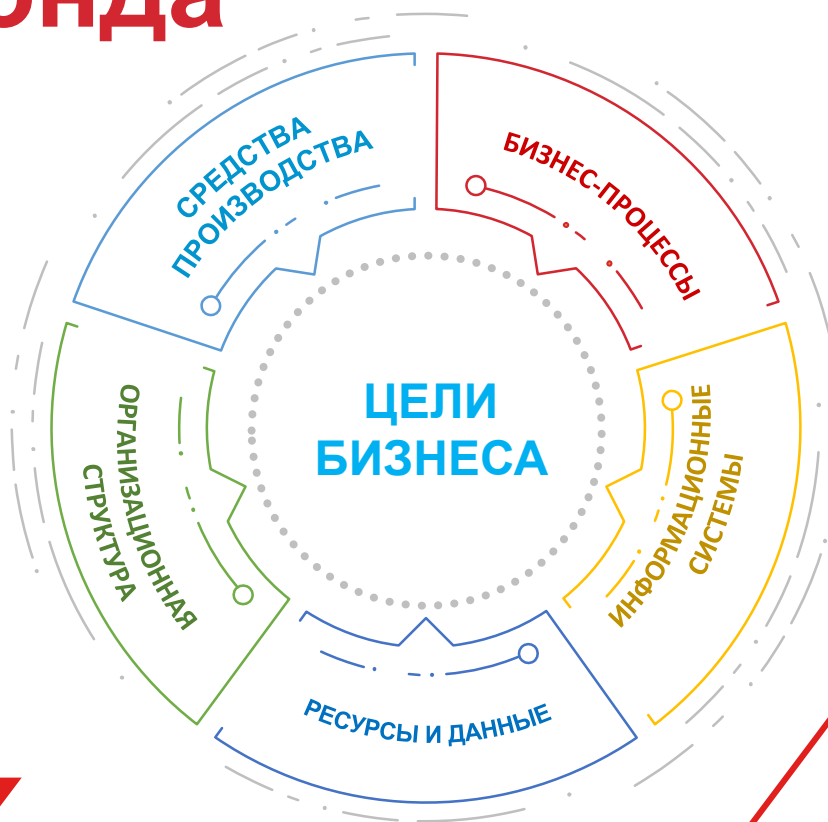 ЦЕЛИ
БИЗНЕСА
СРЕДСТВА
ПРОИЗВОДСТВА
БИЗНЕС-ПРОЦЕССЫ
ИНФОРМАЦИОННЫЕ
СИСТЕМЫ
РЕСУРСЫ И ДАННЫЕ
ОРГАНИЗАЦИОННАЯ
СТРУКТУРА